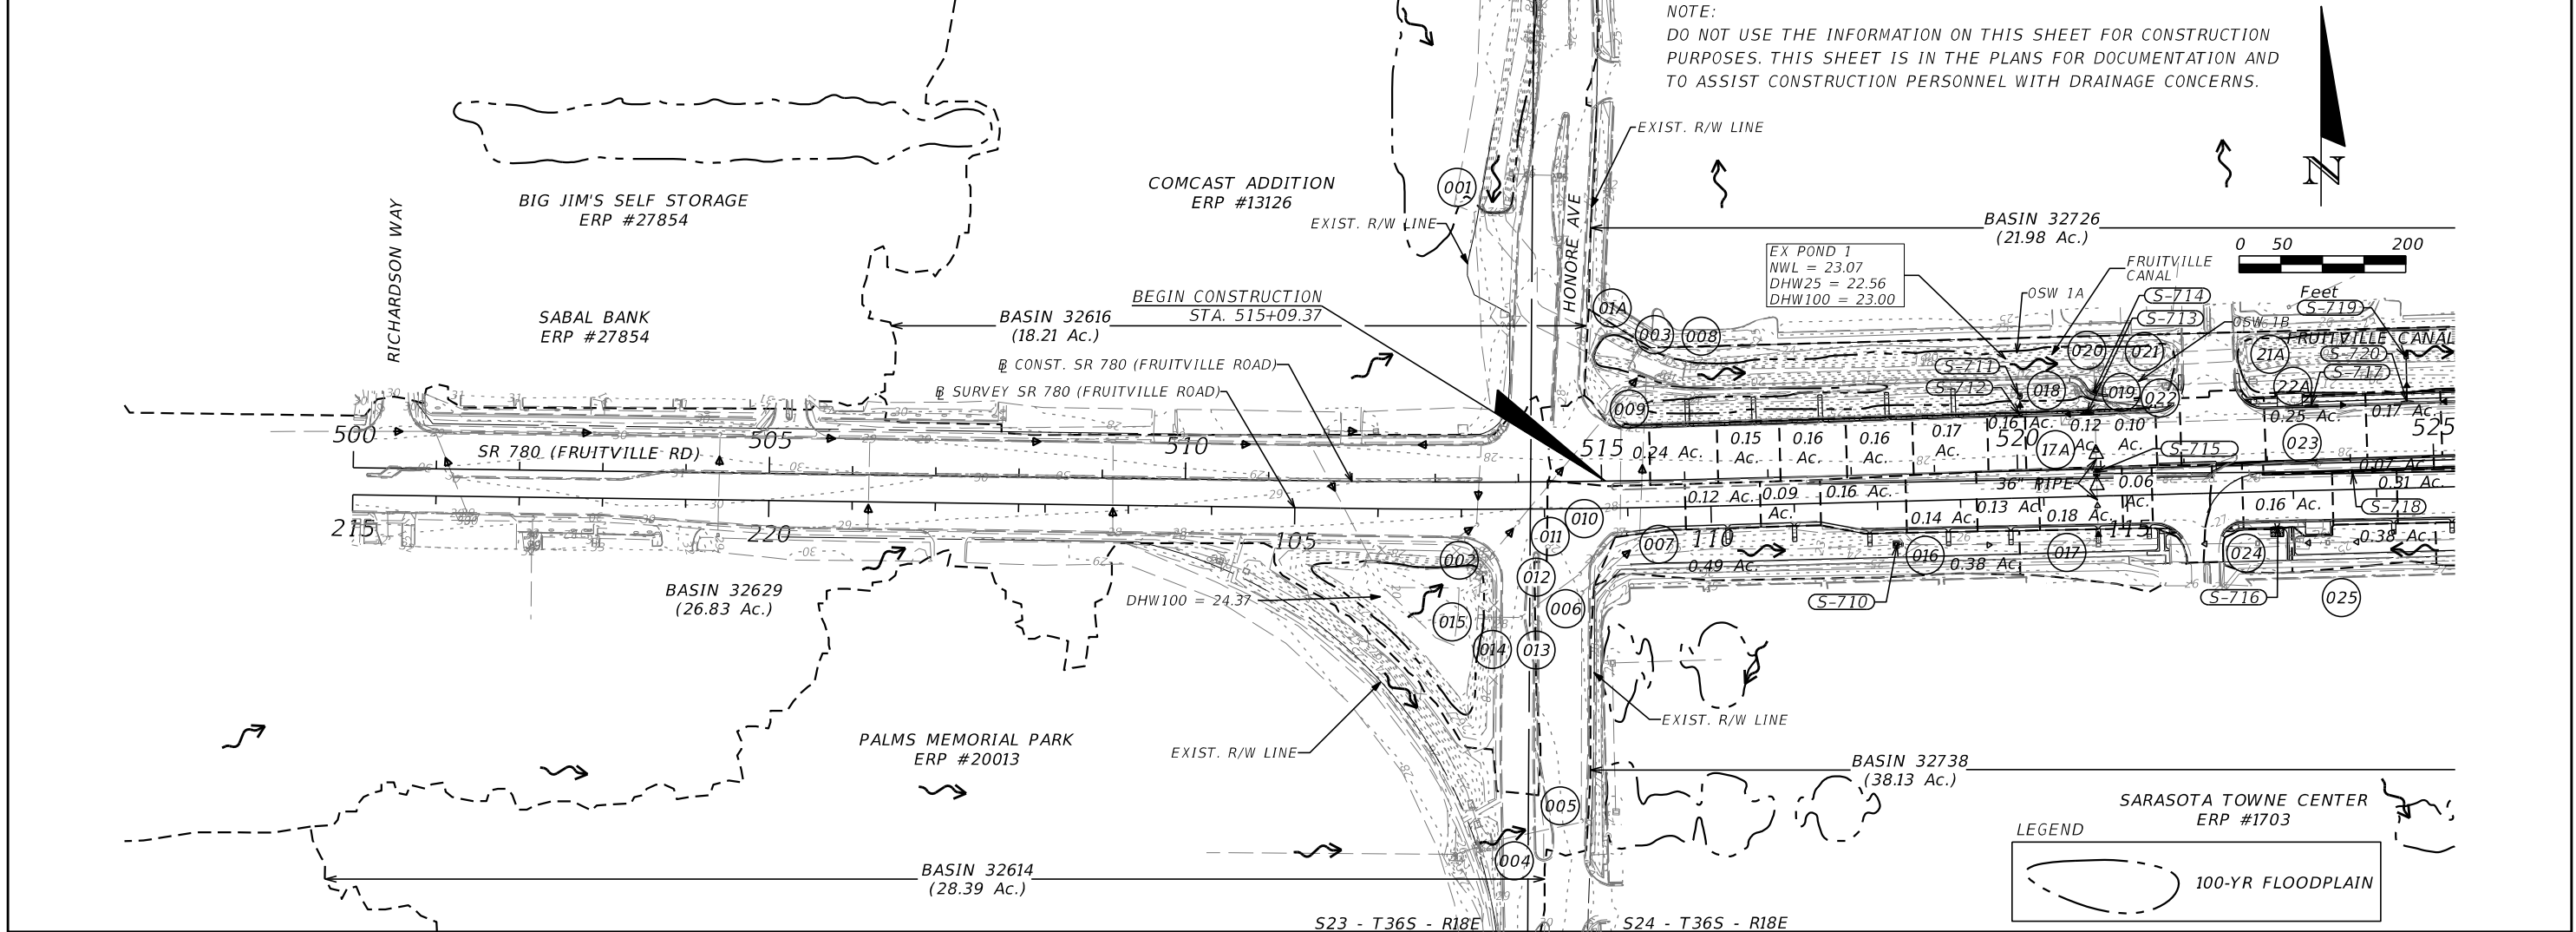 NOTE:
DO NOT USE THE INFORMATION ON THIS SHEET FOR CONSTRUCTION
PURPOSES. THIS SHEET IS IN THE PLANS FOR DOCUMENTATION AND
TO ASSIST CONSTRUCTION PERSONNEL WITH DRAINAGE CONCERNS.
N
EXIST. R/W LINE
RICHARDSON WAY
BIG JIM'S SELF STORAGE
ERP #27854
COMCAST ADDITION
ERP #13126
001
EXIST. R/W LINE
HONORE AVE
BASIN 32726
(21.98 Ac.)
0 50 200
Feet
EX POND 1
NWL = 23.07
DHW25 = 22.56
DHW100 = 23.00
FRUITVILLE
CANAL
OSW 1A
S-714
S-713
OSW 1B
S-719
FRUITVILLE CANAL
S-720
S-717
SABAL BANK
ERP #27854
BASIN 32616
(18.21 Ac.)
BEGIN CONSTRUCTION
STA. 515+09.37
01A
003
008
020
021
21A
22A
S-711
S-712
018
019
022
009
℄ CONST. SR 780 (FRUITVILLE ROAD)
℄ SURVEY SR 780 (FRUITVILLE ROAD)
500
505
510
515
520
525
SR 780 (FRUITVILLE RD)
0.24 Ac.
0.15
Ac.
0.16
Ac.
0.16
Ac.
0.17
Ac.
0.16 Ac.
0.12
Ac.
0.10
Ac.
0.25 Ac.
0.17 Ac.
17A
S-715
023
0.07 Ac.
36" PIPE
0.06
Ac.
0.31 Ac.
0.12 Ac.
0.09
Ac.
0.16 Ac.
0.14 Ac.
0.13 Ac.
0.18 Ac.
0.16 Ac.
S-718
215
220
105
110
115
010
011
002
007
012
006
016
017
024
025
0.49 Ac.
0.38 Ac.
0.38 Ac.
S-710
S-716
BASIN 32629
(26.83 Ac.)
DHW100 = 24.37
015
014
013
EXIST. R/W LINE
PALMS MEMORIAL PARK
ERP #20013
EXIST. R/W LINE
BASIN 32738
(38.13 Ac.)
005
004
SARASOTA TOWNE CENTER
ERP #1703
LEGEND
100-YR FLOODPLAIN
BASIN 32614
(28.39 Ac.)
S23 - T36S - R18E
S24 - T36S - R18E